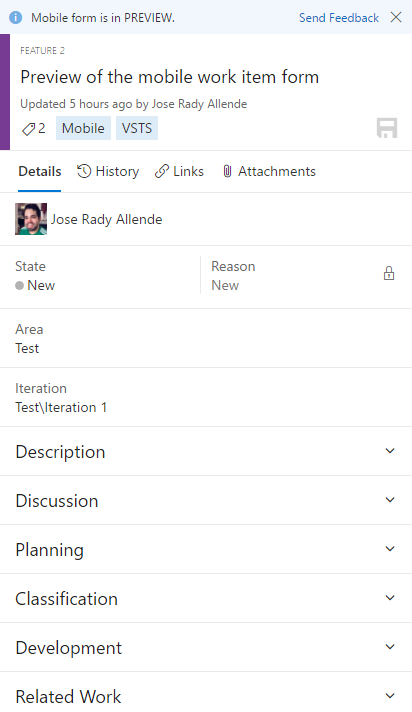 Mobile form is in PREVIEW. Send Feedback
FEATURE 2
Preview of the mobile work item form
Updated 5 hours ago by Jose Rady Allende
2 Mobile VSTS
Details History Links Attachments
Jose Rady Allende
State Reason
New New
Area
Test
Iteration
Test\Iteration 1
Description
Discussion
Planning
Classification
Development
Related Work